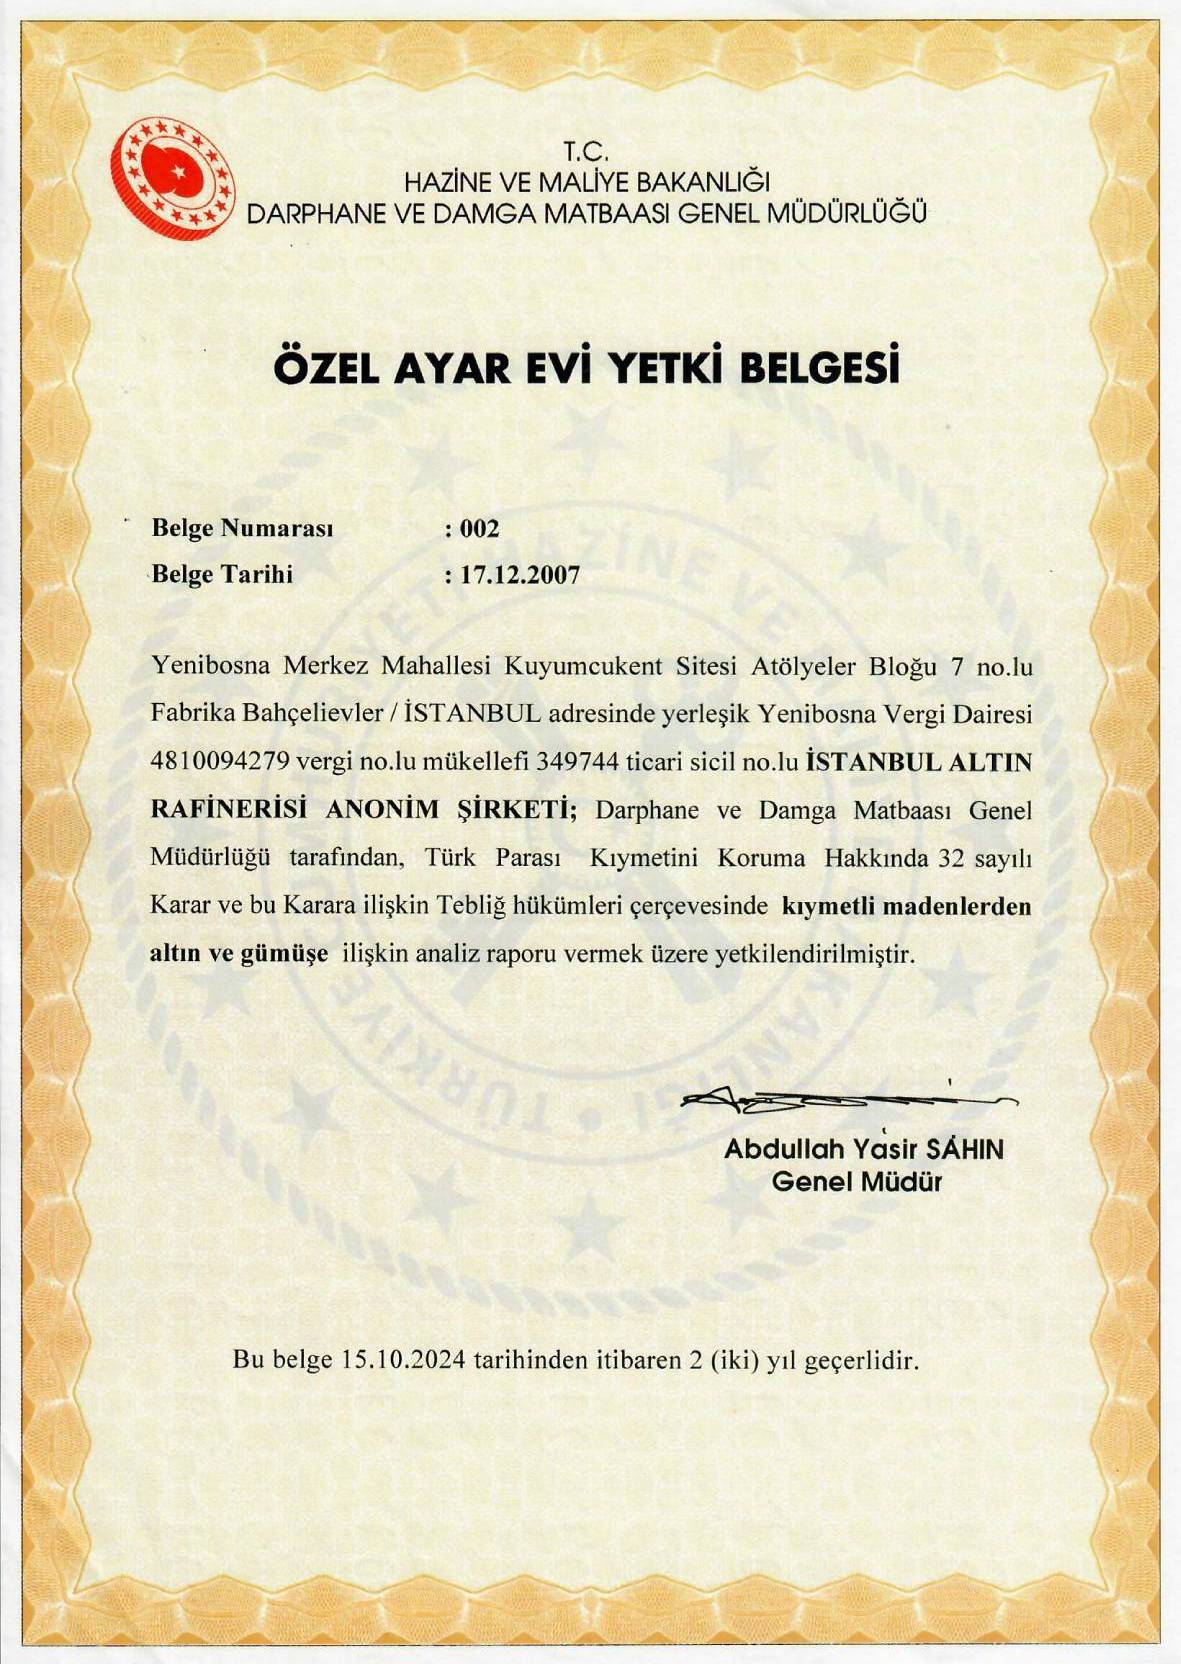 T.C.
HAZİNE VE MALİYE BAKANLIĞI
DARPHANE VE DAMGA MATBAASI GENEL MÜDÜRLÜĞÜ
ÖZEL AYAR EVİ YETKİ BELGESİ
Belge Numarası : 002
Belge Tarihi : 17.12.2007
Yenibosna Merkez Mahallesi Kuyumcukent Sitesi Atölyeler Bloğu 7 no.lu
Fabrika Bahçelievler / İSTANBUL adresinde yerleşik Yenibosna Vergi Dairesi
4810094279 vergi no.lu mükellefi 349744 ticari sicil no.lu İSTANBUL ALTIN
RAFİNERİSİ ANONİM ŞİRKETİ; Darphane ve Damga Matbaası Genel
Müdürlüğü tarafından, Türk Parası Kıymetini Koruma Hakkında 32 sayılı
Karar ve bu Karara ilişkin Tebliğ hükümleri çerçevesinde kıymetli madenlerden
altın ve gümüşe ilişkin analiz raporu vermek üzere yetkilendirilmiştir.
Abdullah Yasir SAHIN
Genel Müdür
Bu belge 15.10.2024 tarihinden itibaren 2 (iki) yıl geçerlidir.